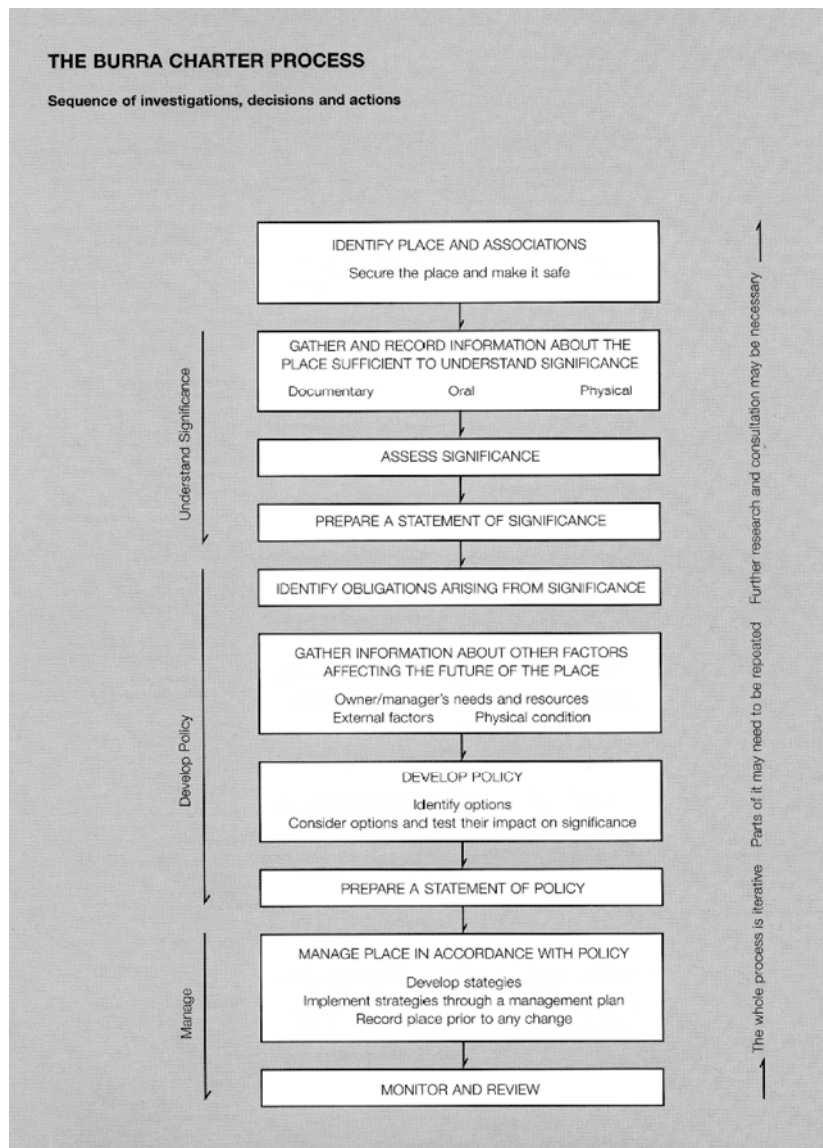 THE BURRA CHARTER PROCESS
Sequence of investigations, decisions and actions
IDENTIFY PLACE AND ASSOCIATIONS
Secure the place and make it safe
GATHER AND RECORD INFORMATION ABOUT THE
PLACE SUFFICIENT TO UNDERSTAND SIGNIFICANCE
Documentary Oral Physical
ASSESS SIGNIFICANCE
PREPARE A STATEMENT OF SIGNIFICANCE
IDENTIFY OBLIGATIONS ARISING FROM SIGNIFICANCE
GATHER INFORMATION ABOUT OTHER FACTORS
AFFECTING THE FUTURE OF THE PLACE
Owner/manager's needs and resources
External factors Physical condition
DEVELOP POLICY
Identify options
Consider options and test their impact on significance
PREPARE A STATEMENT OF POLICY
MANAGE PLACE IN ACCORDANCE WITH POLICY
Develop stategies
Implement strategies through a management plan
Record place prior to any change
MONITOR AND REVIEW
Understand Significance
Develop Policy
Manage
The whole process is iterative Parts of it may need to be repeated Further research and consultation may be necessary